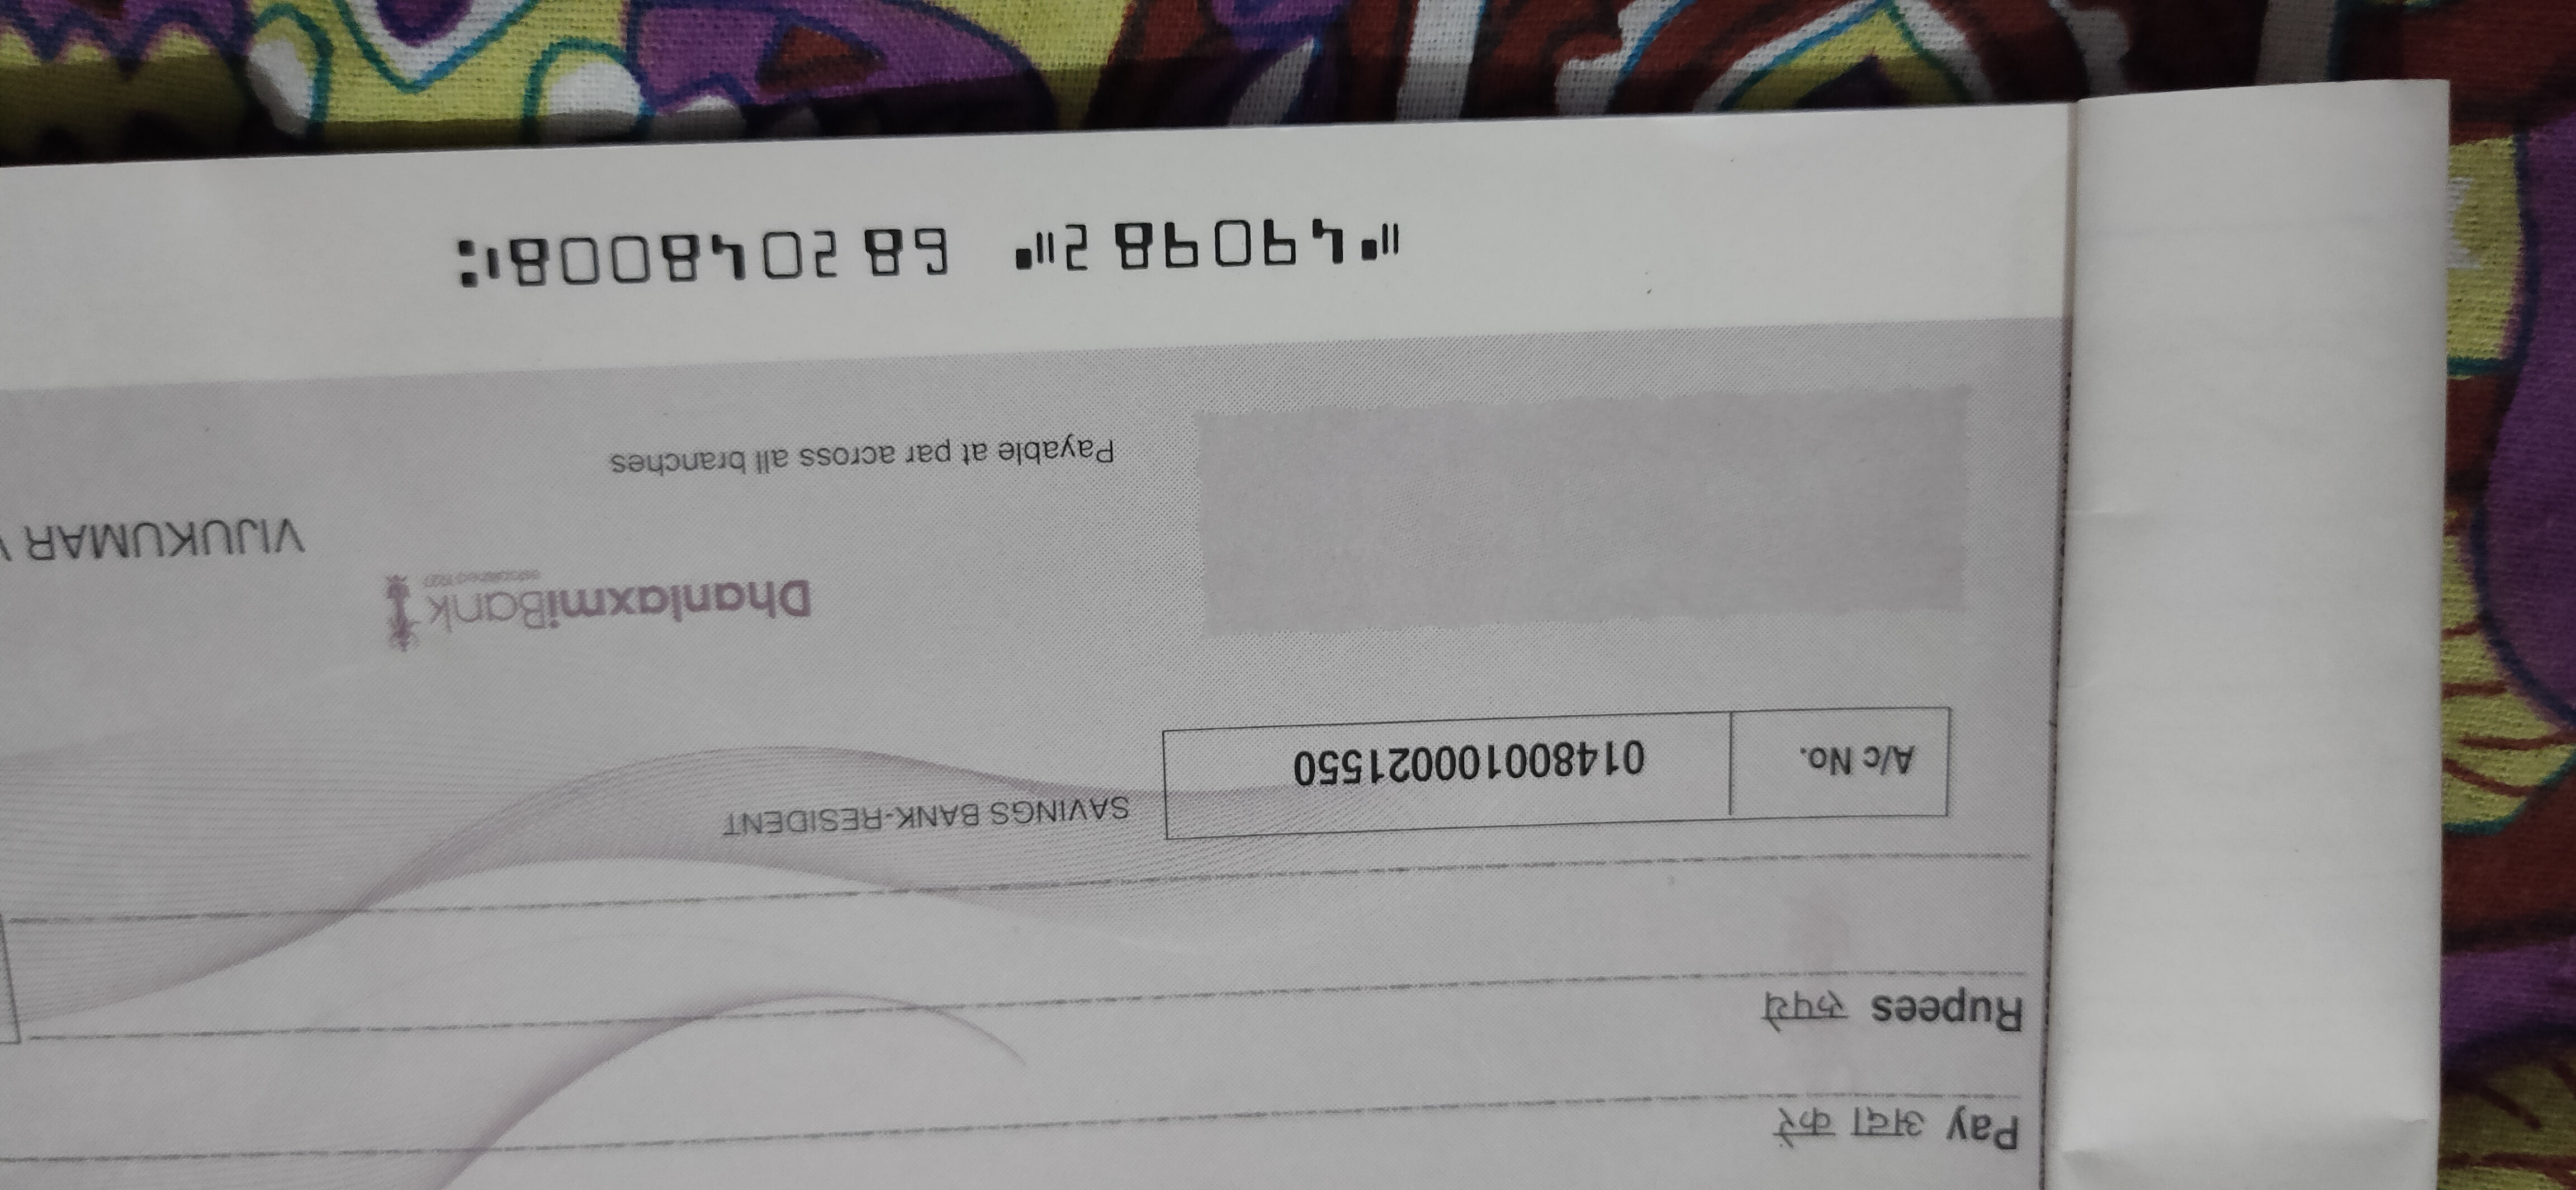 Pay अदा करें
Rupees रुपये
A/c No. 014800100021550 SAVINGS BANK-RESIDENT
DhanlaxmiBank
VIJUKUMAR
Payable at par across all branches
⑈490982⑈ 682048008⑆